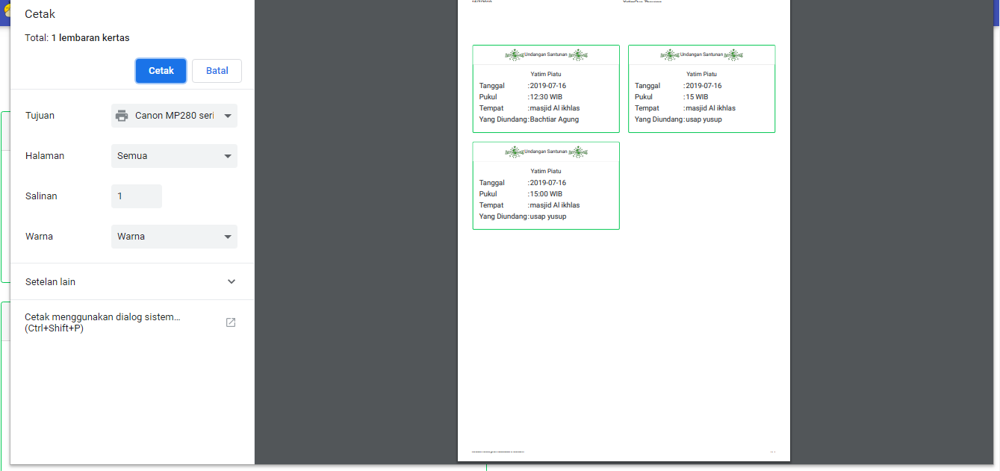 Cetak
Total: 1 lembaran kertas
Cetak Batal
Tujuan Canon MP280 seri
Halaman Semua
Salinan 1
Warna Warna
Setelan lain
Cetak menggunakan dialog sistem...
(Ctrl+Shift+P)
Undangan Santunan
Yatim Piatu
Tanggal :2019-07-16
Pukul :12:30 WIB
Tempat :masjid Al ikhlas
Yang Diundang:Bachtiar Agung
Undangan Santunan
Yatim Piatu
Tanggal :2019-07-16
Pukul :15 WIB
Tempat :masjid Al ikhlas
Yang Diundang:usap yusup
Undangan Santunan
Yatim Piatu
Tanggal :2019-07-16
Pukul :15:00 WIB
Tempat :masjid Al ikhlas
Yang Diundang:usap yusup